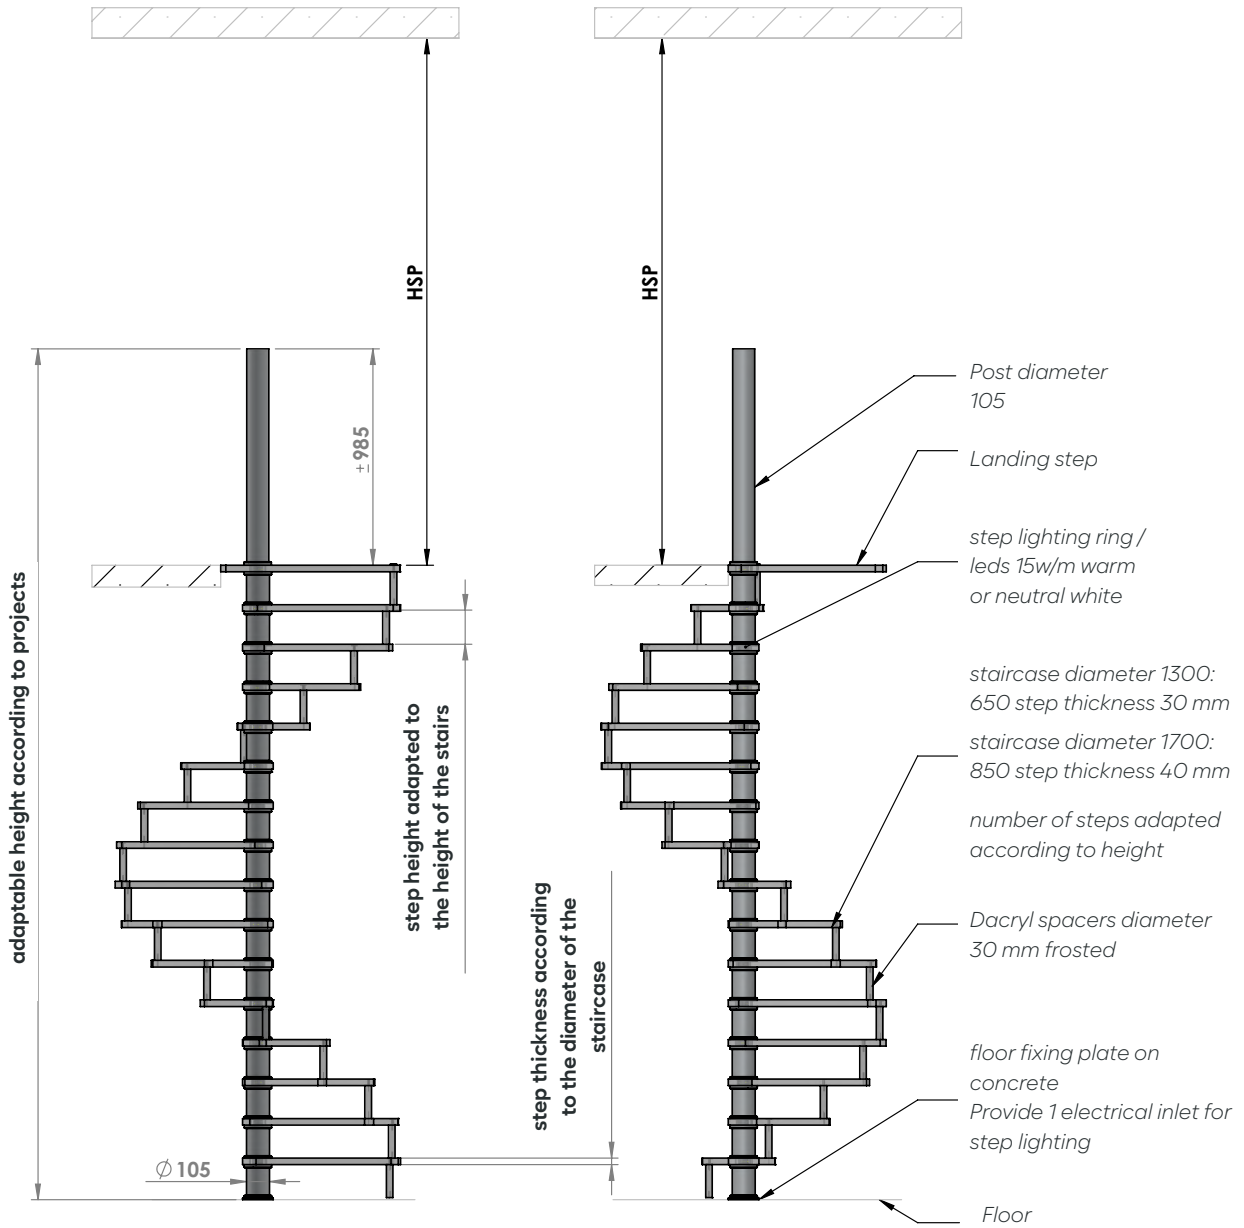 HSP
HSP
±985
adaptable height according to projects
step height adapted to
the height of the stairs
step thickness according
to the diameter of the
staircase
Ø 105
Post diameter
105
Landing step
step lighting ring /
leds 15w/m warm
or neutral white
staircase diameter 1300:
650 step thickness 30 mm
staircase diameter 1700:
850 step thickness 40 mm
number of steps adapted
according to height
Dacryl spacers diameter
30 mm frosted
floor fixing plate on
concrete
Provide 1 electrical inlet for
step lighting
Floor